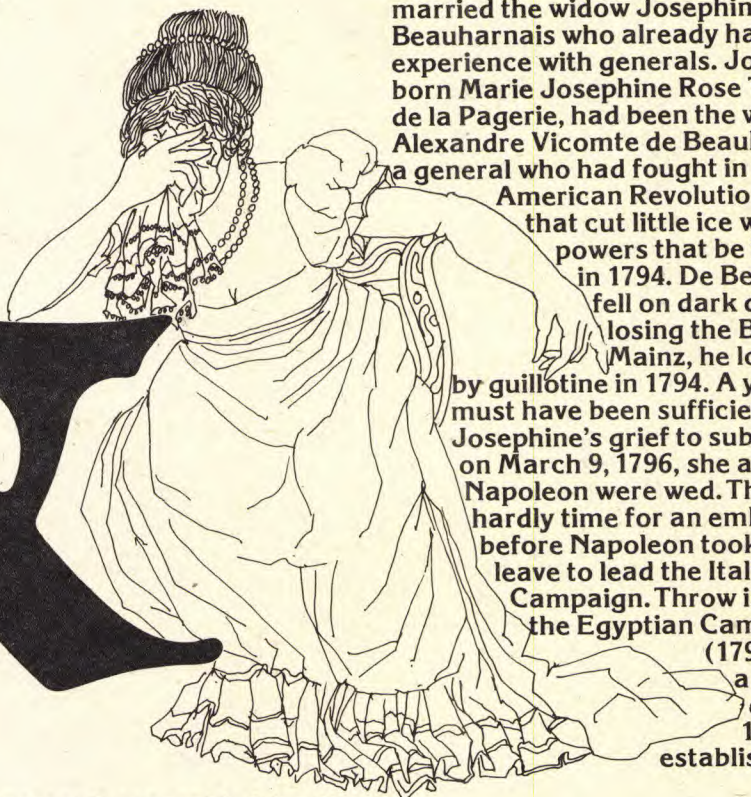 married the widow Josephin
Beauharnais who already ha
experience with generals. Jo
born Marie Josephine Rose
de la Pagerie, had been the
Alexandre Vicomte de Beau
a general who had fought in
American Revolutio
that cut little ice
powers that be
in 1794. De Be
fell on dark
losing the B
Mainz, he lo
by guillotine in 1794. A
must have been sufficie
Josephine's grief to sub
on March 9, 1796, she a
Napoleon were wed. Th
hardly time for an em
before Napoleon took
leave to lead the Ital
Campaign. Throw i
the Egyptian Cam
(179
a
1
establis